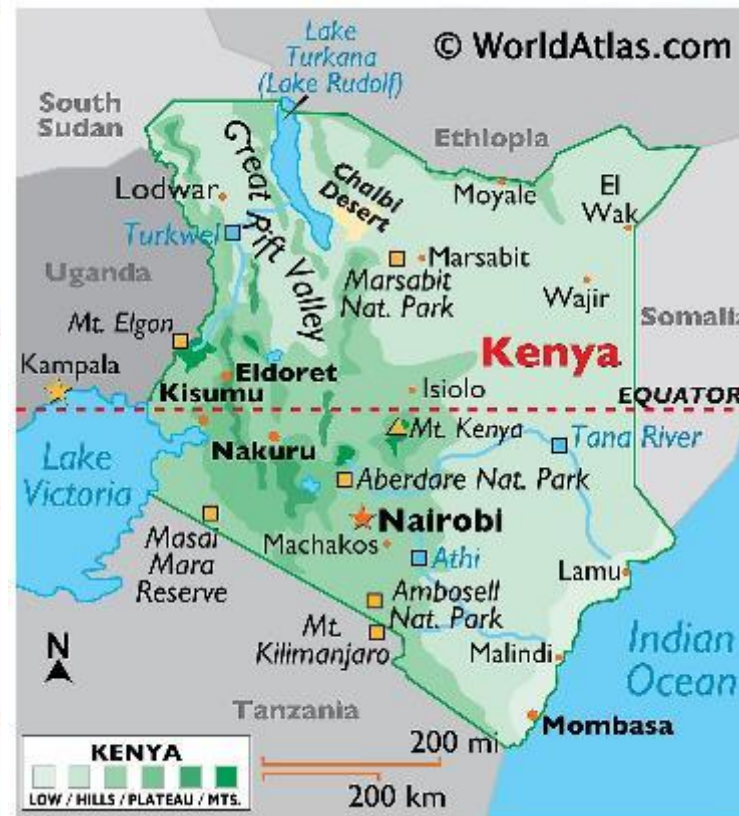 © WorldAtlas.com
Lake
Turkana
(Lake Rudolf)
South
Sudan
Ethiopia
Great Rift Valley
Chalbi
Desert
Lodwar
Moyale
El
Wak
Turkwel
Marsabit
Marsabit
Nat. Park
Uganda
Wajir
Somalia
Mt. Elgon
Kenya
Kampala
Eldoret
Isiolo
Kisumu
EQUATOR
Mt. Kenya
Tana River
Nakuru
Lake
Victoria
Aberdare Nat. Park
Nairobi
Masai
Mara
Reserve
Machakos
Athi
Lamu
Ambosell
Nat. Park
N
Mt.
Kilimanjaro
Malindi
Indian
Ocean
Tanzania
Mombasa
KENYA
LOW / HILLS / PLATEAU / MTS.
200 mi
200 km